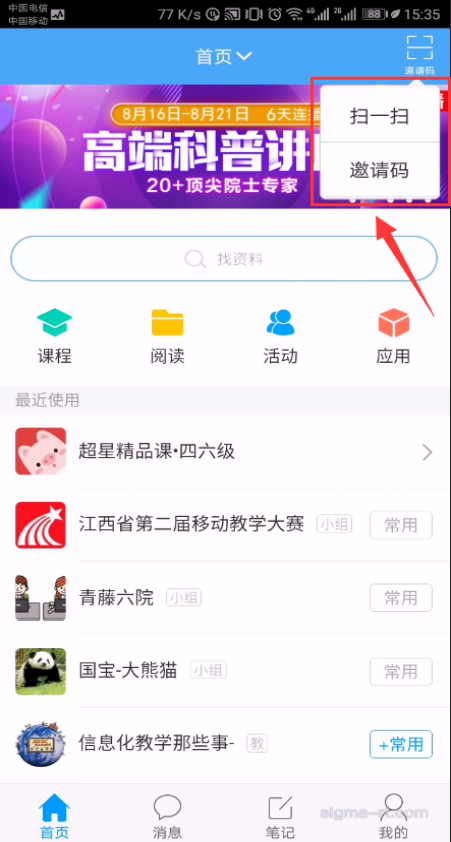 中国电信
中国移动
77 K/s
4G
2G
88
15:35
首页
邀请码
8月16日-8月21日 6天连播
高端科普讲
20+顶尖院士专家
扫一扫
邀请码
找资料
课程
阅读
活动
应用
最近使用
超星精品课•四六级
江西省第二届移动教学大赛 小组 常用
青藤六院 小组 常用
国宝-大熊猫 小组 常用
信息化教学那些事- 教 +常用
首页
消息
笔记
我的